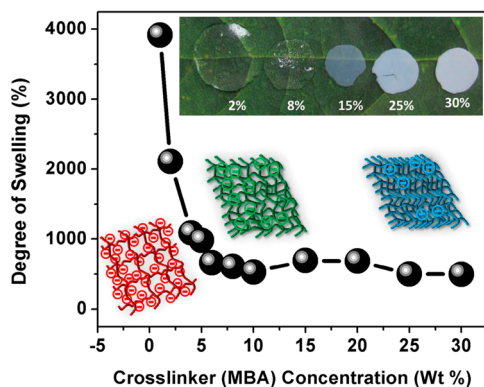 4000
3000
2000
1000
0
Degree of Swelling (%)
2% 8% 15% 25% 30%
-5 0 5 10 15 20 25 30
Crosslinker (MBA) Concentration (Wt %)